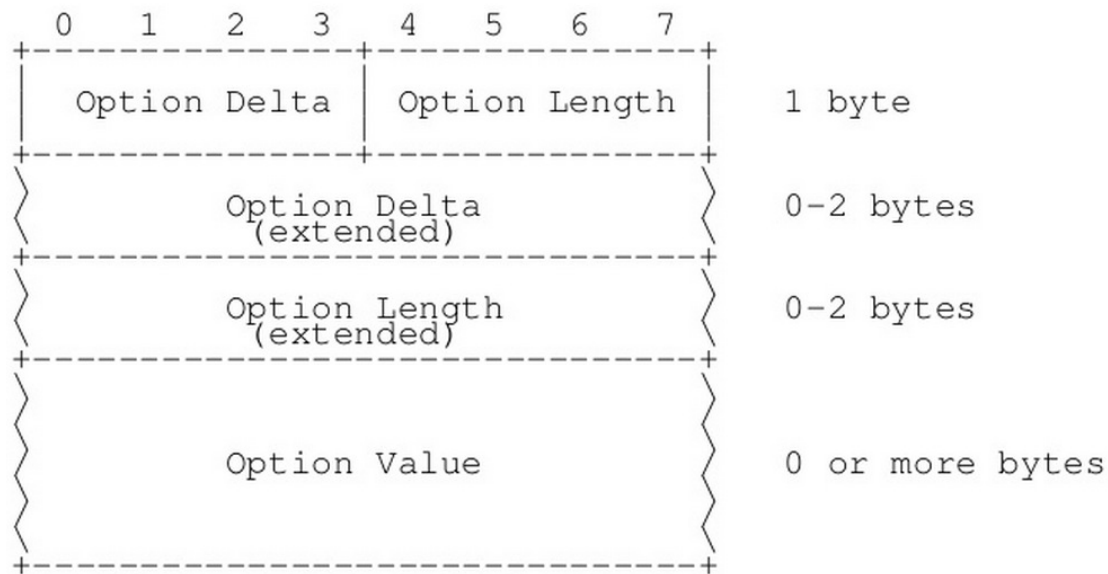 0 1 2 3 4 5 6 7
Option Delta Option Length 1 byte
Option Delta 0-2 bytes
(extended)
Option Length 0-2 bytes
(extended)
Option Value 0 or more bytes